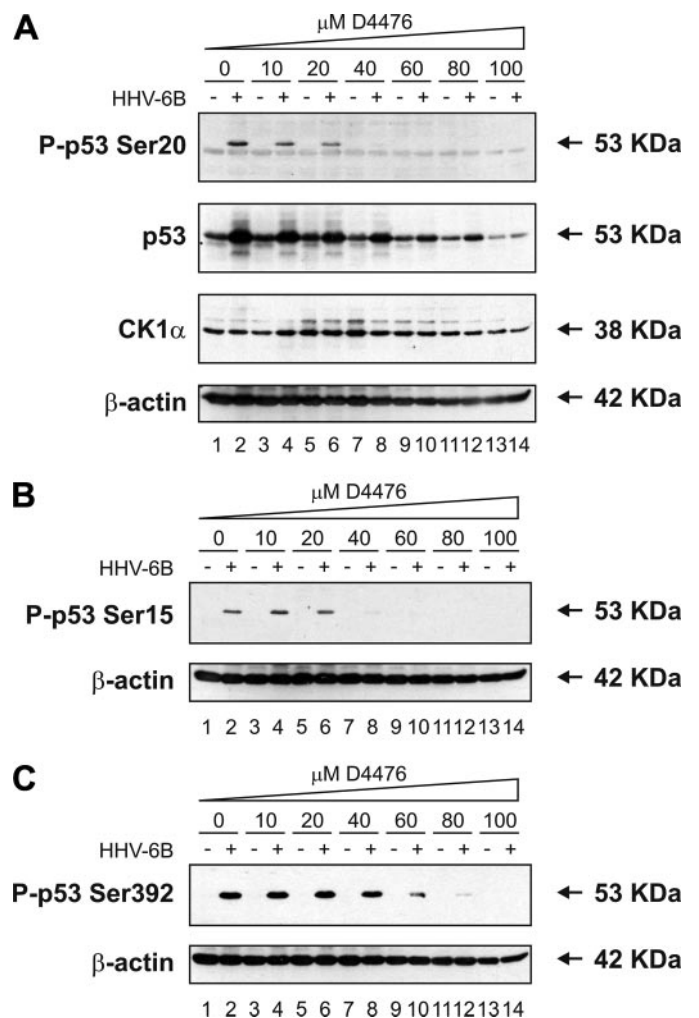 A
μM D4476
0 10 20 40 60 80 100
HHV-6B - + - + - + - + - + - + - +
P-p53 Ser20 ← 53 KDa
p53 ← 53 KDa
CK1α ← 38 KDa
β-actin ← 42 KDa
1 2 3 4 5 6 7 8 9 10 11 12 13 14
B
μM D4476
0 10 20 40 60 80 100
HHV-6B - + - + - + - + - + - + - +
P-p53 Ser15 ← 53 KDa
β-actin ← 42 KDa
1 2 3 4 5 6 7 8 9 10 11 12 13 14
C
μM D4476
0 10 20 40 60 80 100
HHV-6B - + - + - + - + - + - + - +
P-p53 Ser392 ← 53 KDa
β-actin ← 42 KDa
1 2 3 4 5 6 7 8 9 10 11 12 13 14